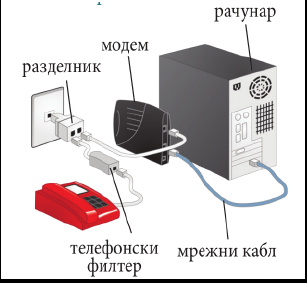 рачунар
модем
разделник
телефонски
филтер
мрежни кабл